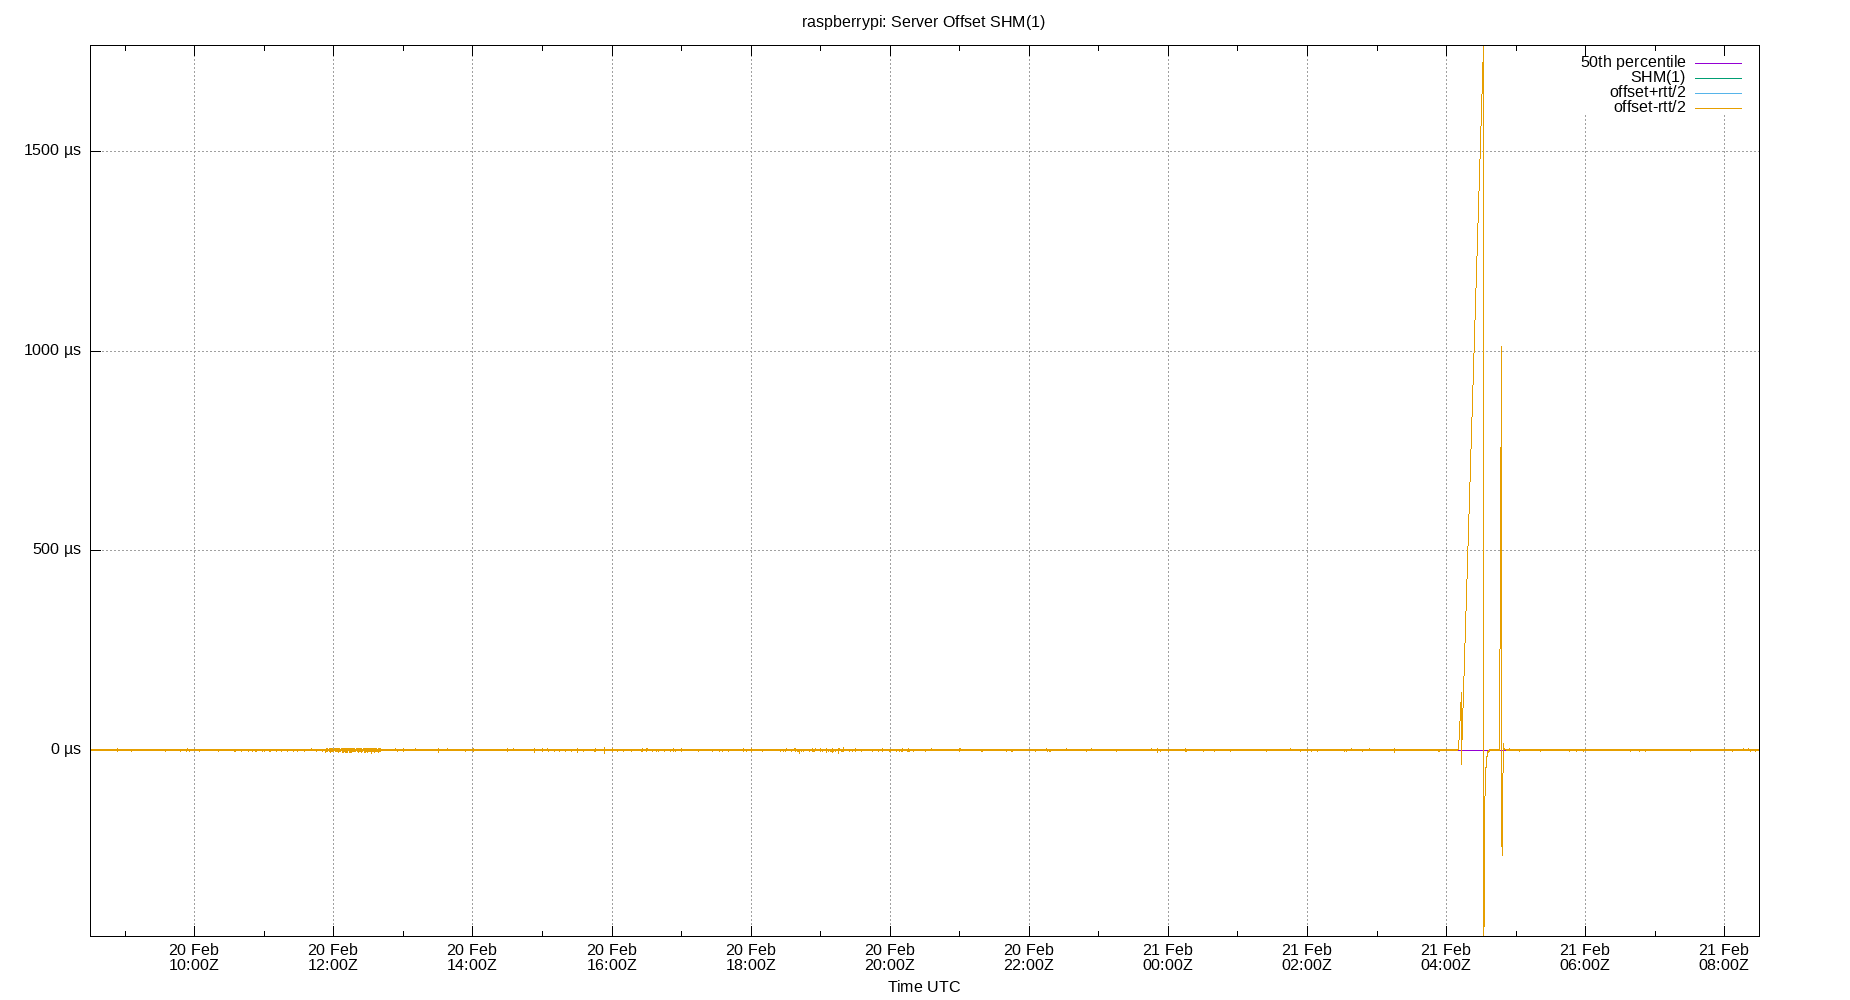 raspberrypi: Server Offset SHM(1)
50th percentile
SHM(1)
offset+rtt/2
offset-rtt/2
1500 µs
1000 µs
500 µs
0 µs
20 Feb 20 Feb 20 Feb 20 Feb 20 Feb 20 Feb 20 Feb 21 Feb 21 Feb 21 Feb 21 Feb 21 Feb
10:00Z 12:00Z 14:00Z 16:00Z 18:00Z 20:00Z 22:00Z 00:00Z 02:00Z 04:00Z 06:00Z 08:00Z
Time UTC